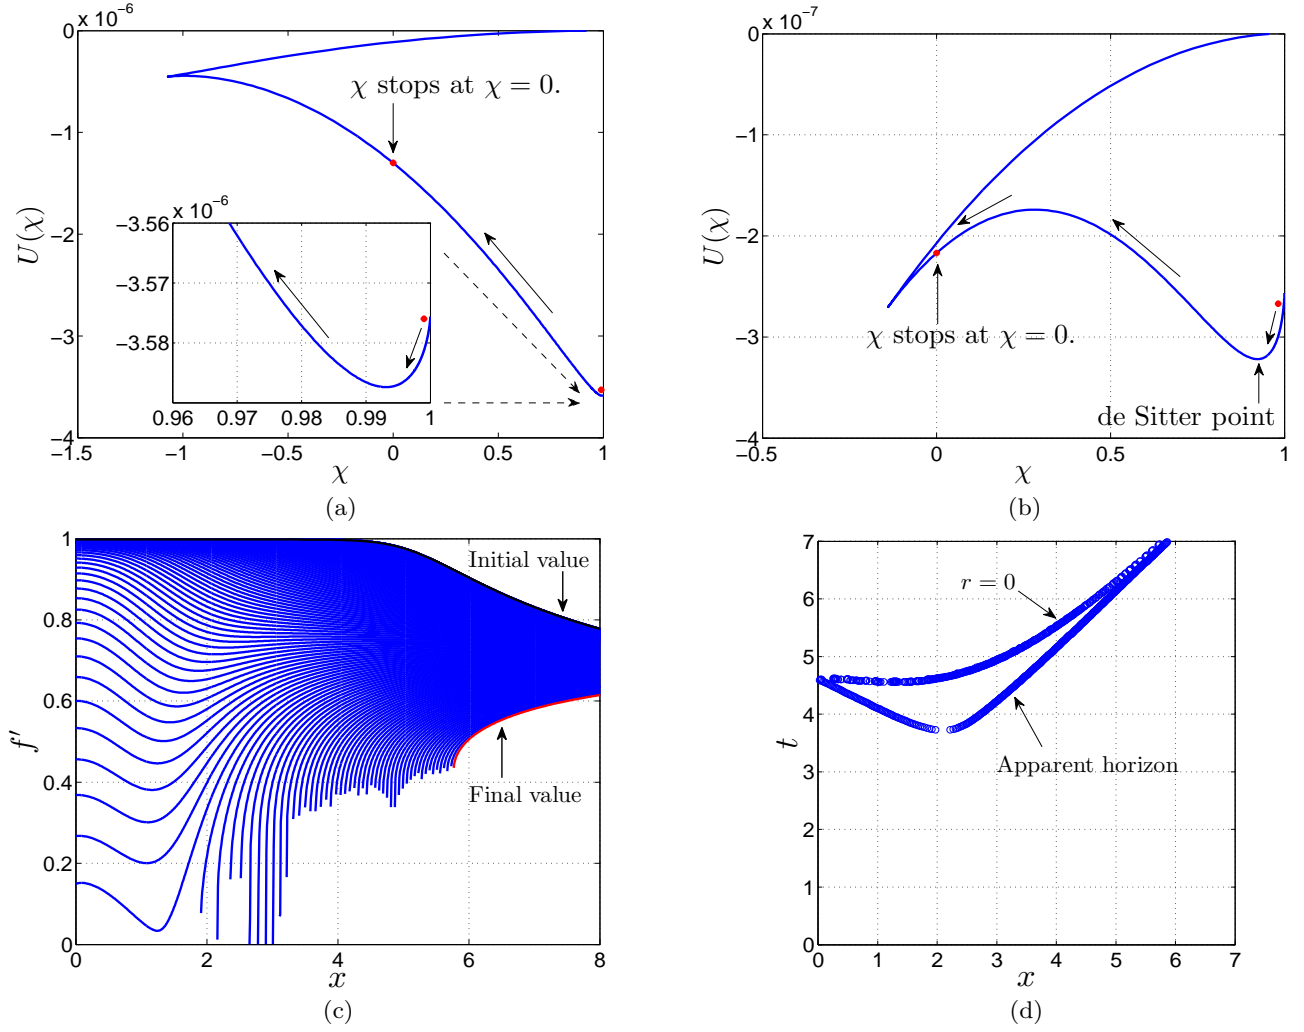 x 10⁻⁶
0
−1
−2
−3
−4
U(χ)
χ stops at χ = 0.
x 10⁻⁶
−3.56
−3.57
−3.58
0.96 0.97 0.98 0.99 1
−1.5 −1 −0.5 0 0.5 1
χ
(a)
x 10⁻⁷
0
−1
−2
−3
−4
U(χ)
χ stops at χ = 0.
de Sitter point
−0.5 0 0.5 1
χ
(b)
1
0.8
0.6
0.4
0.2
0
f′
Initial value
Final value
0 2 4 6 8
x
(c)
7
6
5
4
3
2
1
0
t
r = 0
Apparent horizon
0 1 2 3 4 5 6 7
x
(d)